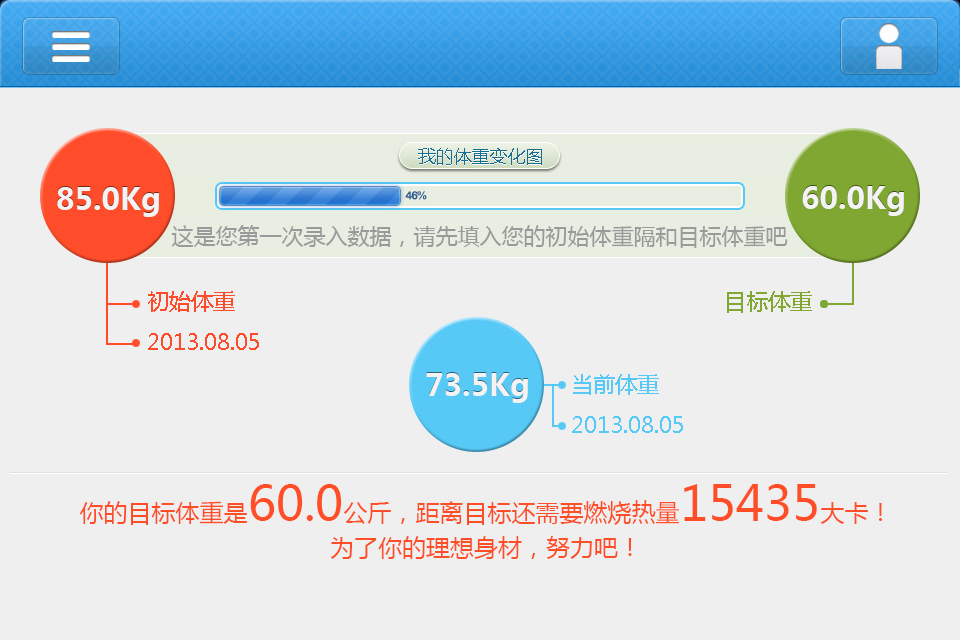 我的体重变化图
85.0Kg
46%
60.0Kg
这是您第一次录入数据，请先填入您的初始体重隔和目标体重吧
初始体重
2013.08.05
目标体重
73.5Kg
当前体重
2013.08.05
你的目标体重是60.0公斤，距离目标还需要燃烧热量15435大卡！
为了你的理想身材，努力吧！